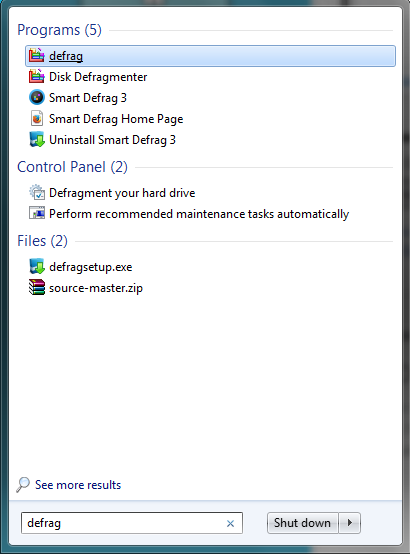 Programs (5)
defrag
Disk Defragmenter
Smart Defrag 3
Smart Defrag Home Page
Uninstall Smart Defrag 3
Control Panel (2)
Defragment your hard drive
Perform recommended maintenance tasks automatically
Files (2)
defragsetup.exe
source-master.zip
See more results
defrag
Shut down